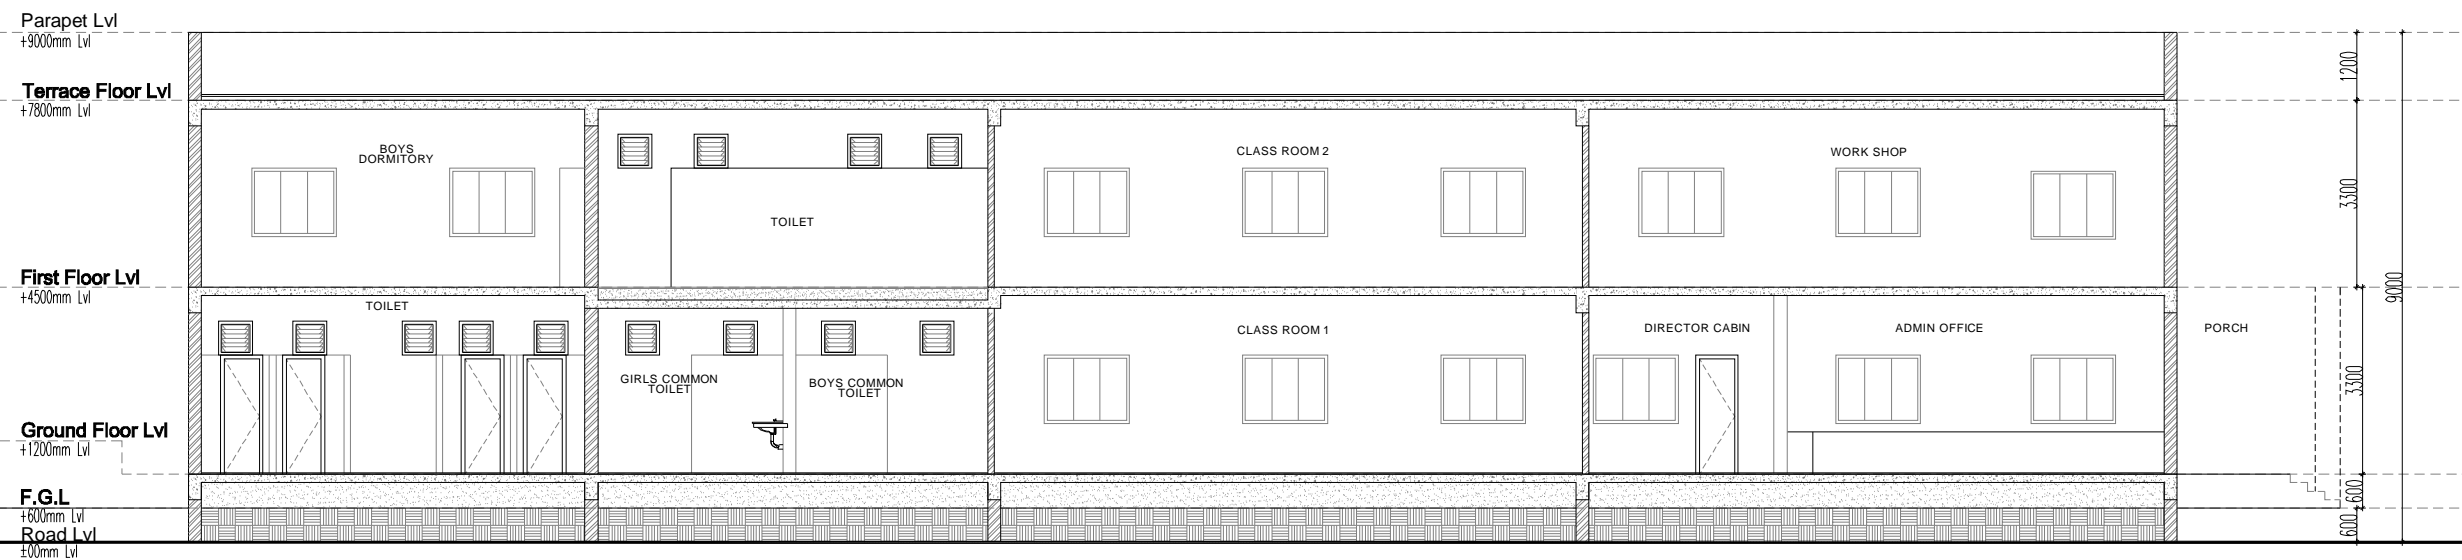 Parapet Lvl
+9000mm Lvl
1200
Terrace Floor Lvl
+7800mm Lvl
BOYS
DORMITORY
CLASS ROOM 2
WORK SHOP
3300
TOILET
First Floor Lvl
+4500mm Lvl
9000
TOILET
CLASS ROOM 1
DIRECTOR CABIN
ADMIN OFFICE
PORCH
GIRLS COMMON
TOILET
BOYS COMMON
TOILET
3300
Ground Floor Lvl
+1200mm Lvl
F.G.L
+600mm Lvl
600
Road Lvl
±00mm Lvl
600